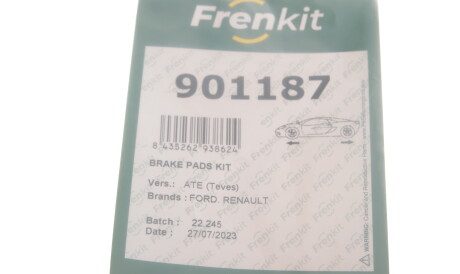 Frenkit
901187
8 435262 938624
BRAKE PADS KIT
Vers.: ATE (Teves)
Brands : FORD, RENAULT
Batch : 22.245
Date : 27/07/2023